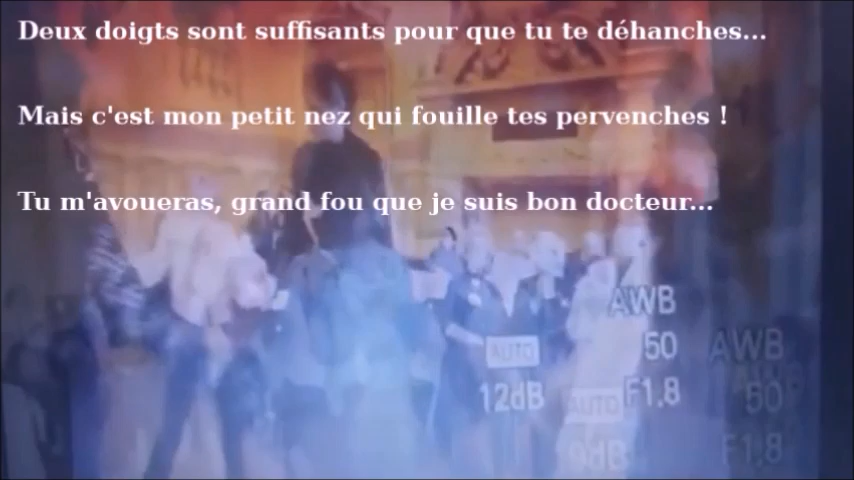 Deux doigts sont suffisants pour que tu te déhanches...
Mais c'est mon petit nez qui fouille tes pervenches !
Tu m'avoueras, grand fou que je suis bon docteur...
AWB
50 AWB
AUTO
12dB F1.8 50
AUTO
0dB F1.8